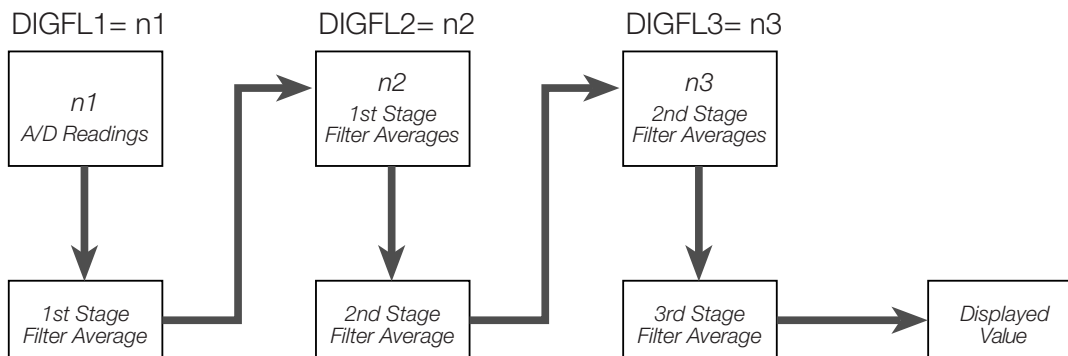 DIGFL1= n1
DIGFL2= n2
DIGFL3= n3
n1
A/D Readings
n2
1st Stage
Filter Averages
n3
2nd Stage
Filter Averages
1st Stage
Filter Average
2nd Stage
Filter Average
3rd Stage
Filter Average
Displayed
Value